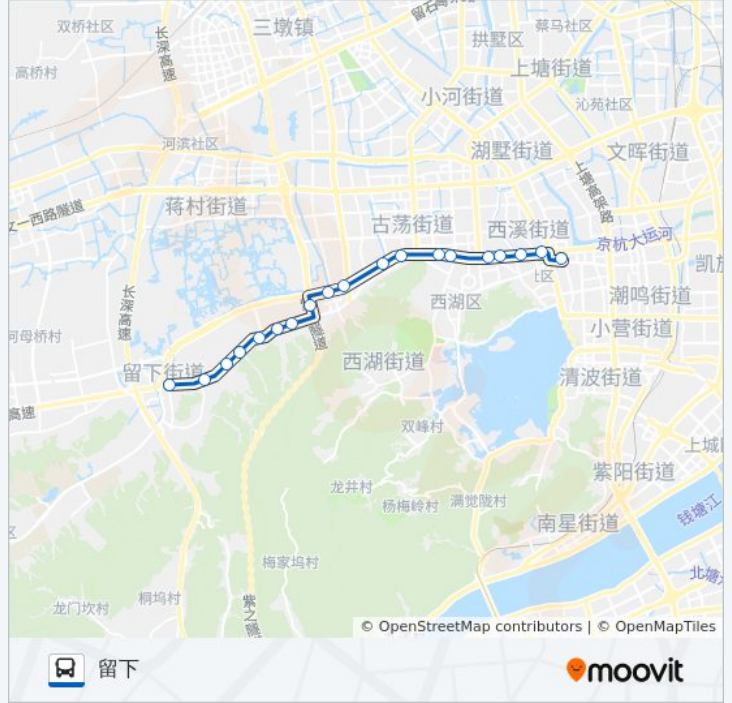 双桥社区
三墩镇
留石高架路
蔡马社区
拱墅区
长深高速
高桥村
上塘街道
小河街道
沁苑社区
河滨社区
湖墅街道
文晖街道
上塘高架路
文一西路隧道
蒋村街道
古荡街道
西溪街道
京杭大运河
凯旋
长深高速
西湖区
社区
潮鸣街道
小营街道
河母桥村
隧道
西湖街道
留下街道
清波街道
高速
双峰村
上城区
紫阳街道
龙井村
杨梅岭村
满觉陇村
钱塘江
南星街道
区
梅家坞村
北塘
桐坞村
龙门坎村
紫之隧
© OpenStreetMap contributors | © OpenMapTiles
留下
moovit